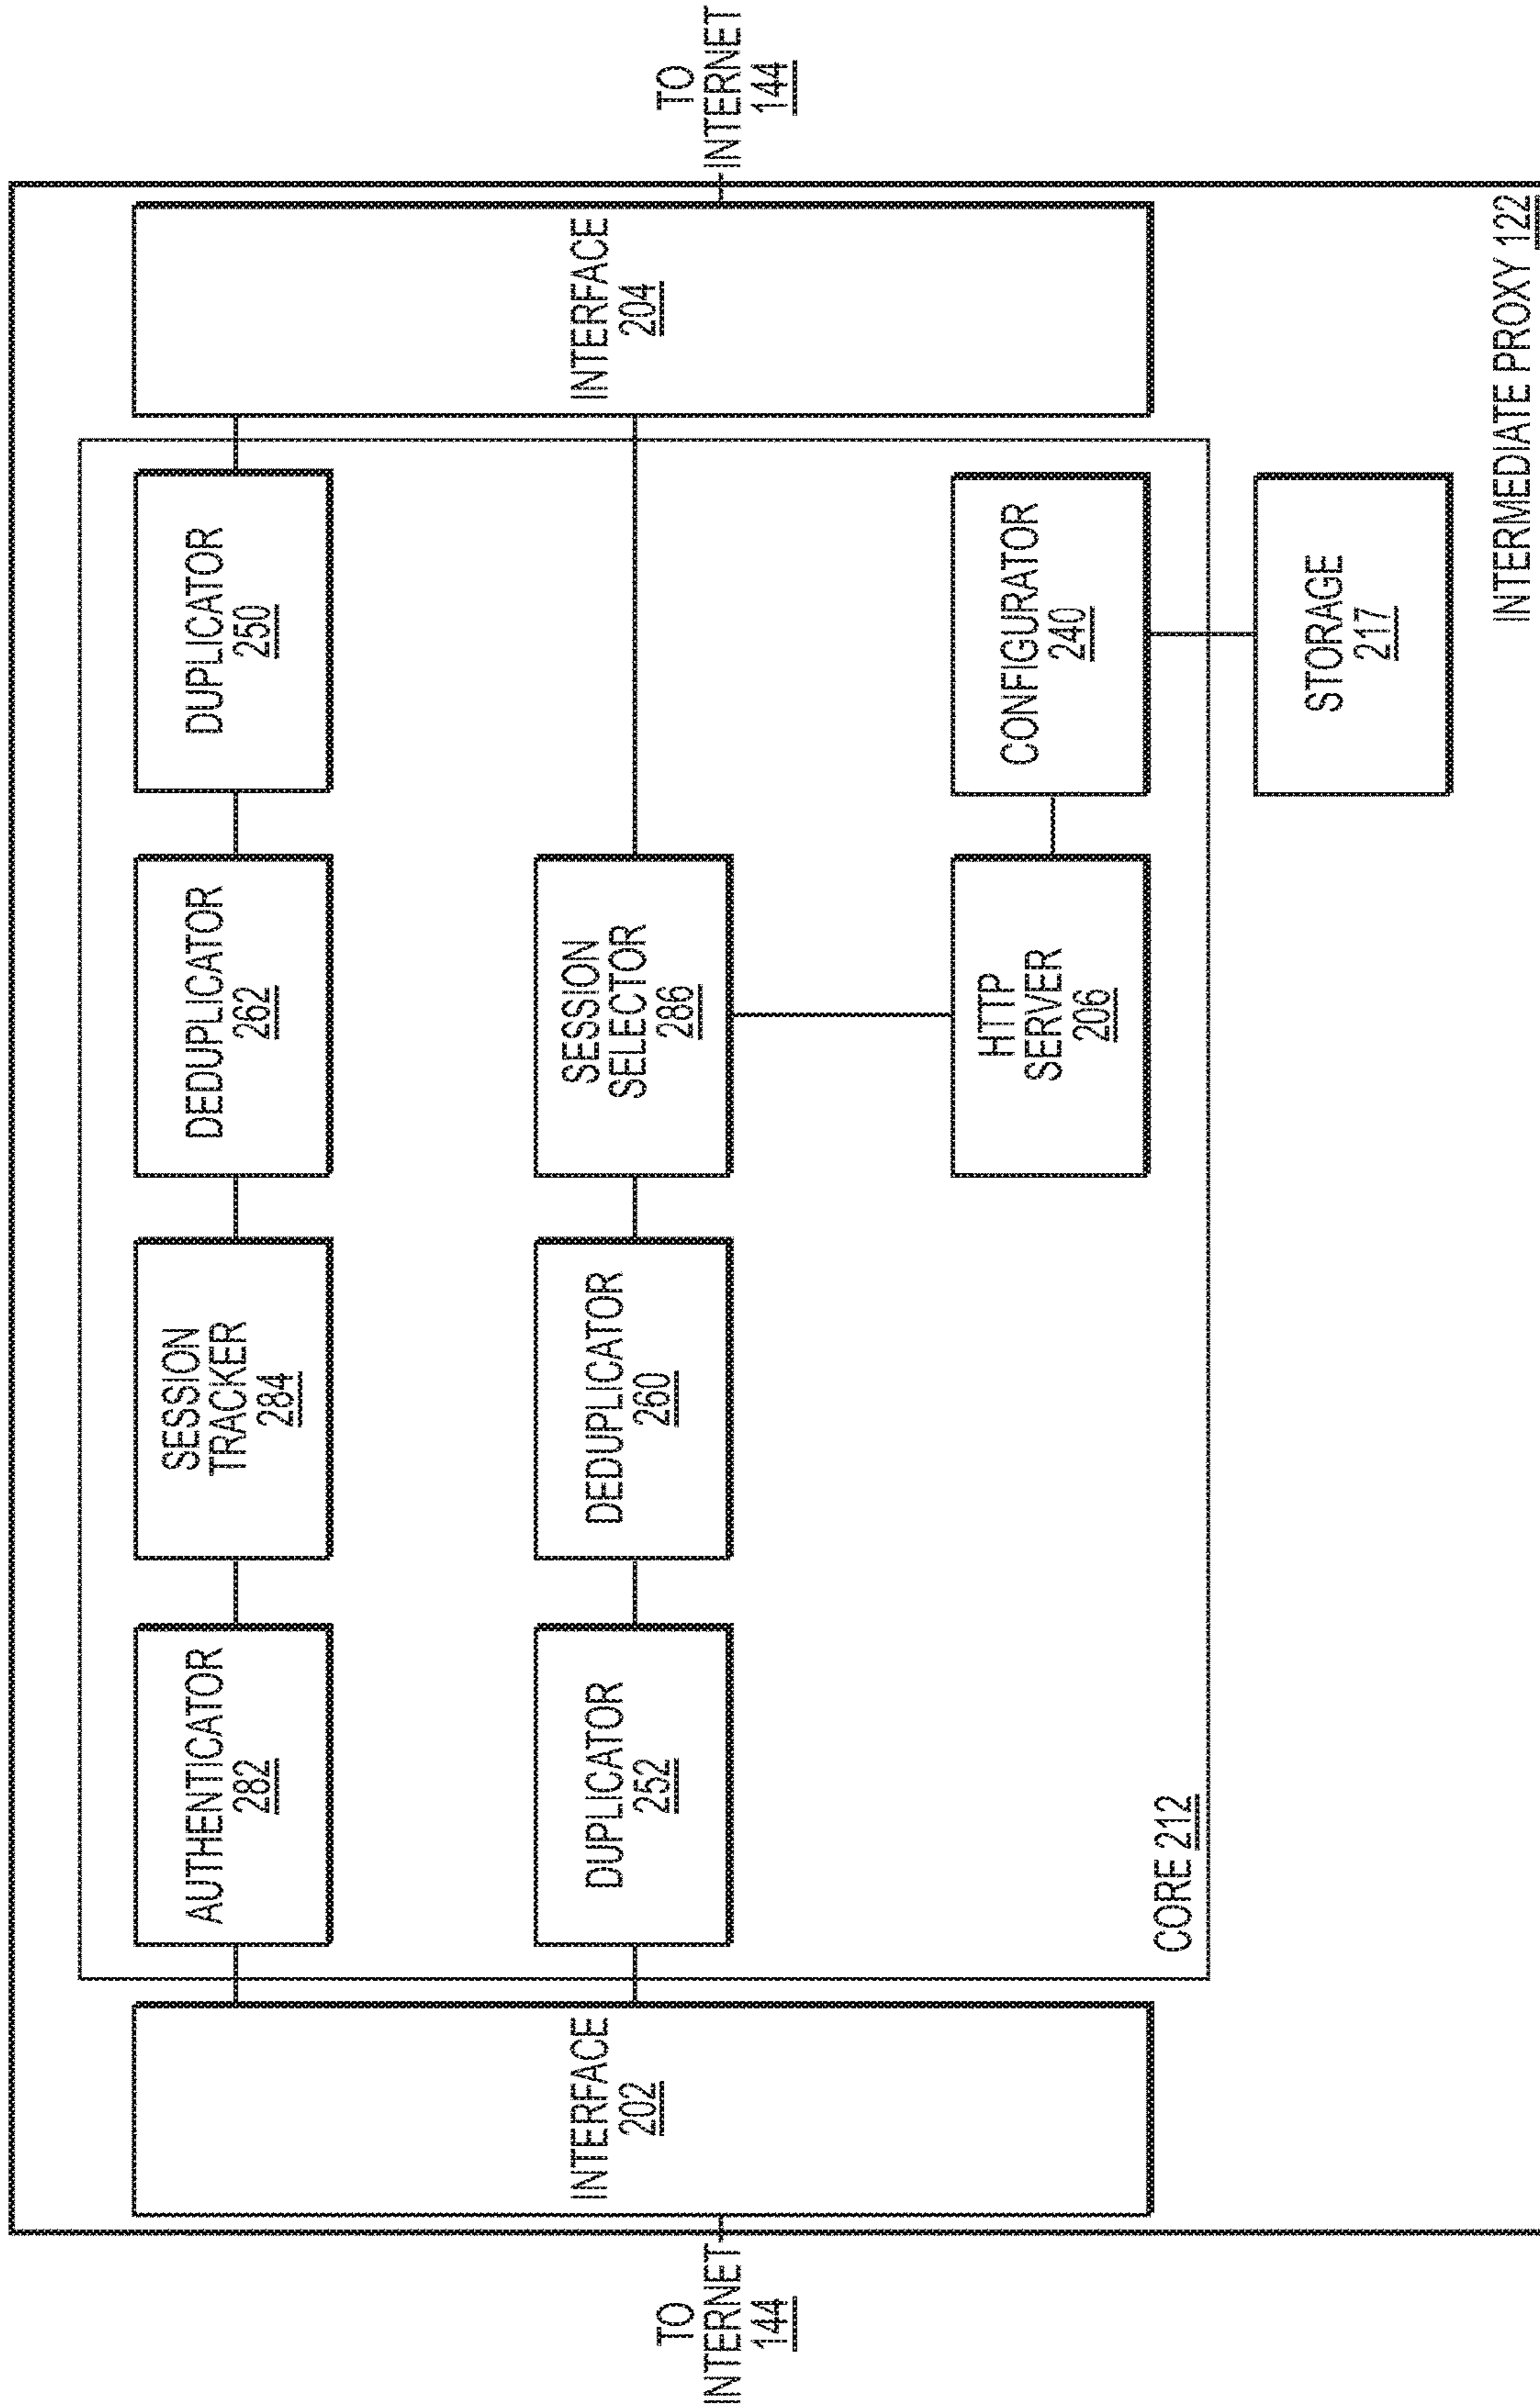 TO
INTERNET
144
INTERFACE
202
AUTHENTICATOR
282
SESSION
TRACKER
284
DEDUPLICATOR
262
DUPLICATOR
250
DUPLICATOR
252
DEDUPLICATOR
260
SESSION
SELECTOR
286
HTTP
SERVER
206
CONFIGURATOR
240
CORE 212
STORAGE
217
INTERFACE
204
TO
INTERNET
144
INTERMEDIATE PROXY 122